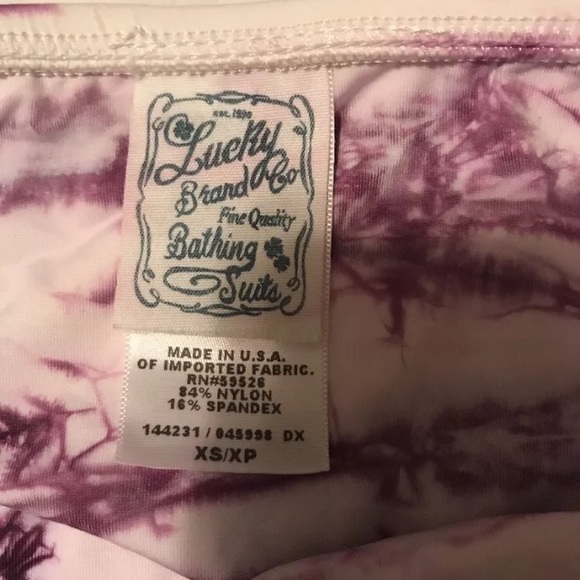 EST. 1990
Lucky
Brand & Co
Fine Quality
Bathing
Suits
MADE IN U.S.A.
OF IMPORTED FABRIC.
RN#59526
84% NYLON
16% SPANDEX
144231 / 045998 DX
XS/XP